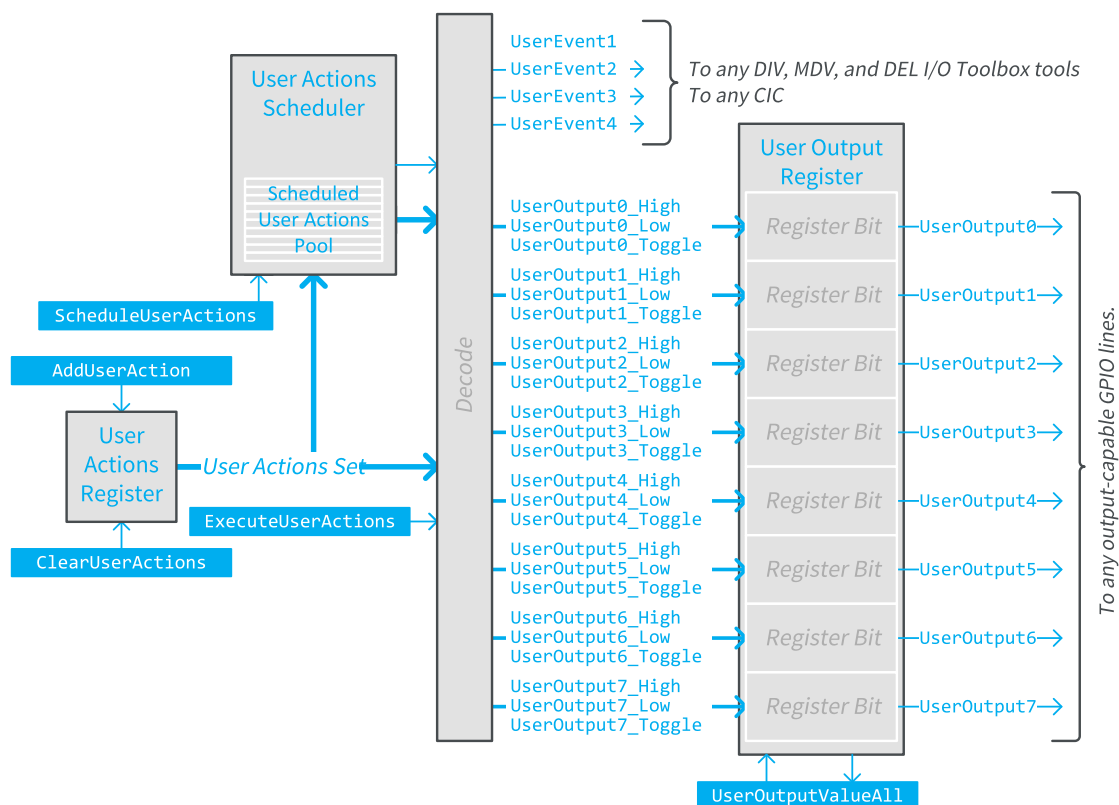 User Actions
Scheduler
Scheduled
User Actions
Pool
ScheduleUserActions
AddUserAction
User
Actions
Register
User Actions Set
ExecuteUserActions
ClearUserActions
Decode
UserEvent1
UserEvent2
UserEvent3
UserEvent4
To any DIV, MDV, and DEL I/O Toolbox tools
To any CIC
User Output
Register
UserOutput0_High
UserOutput0_Low
UserOutput0_Toggle
Register Bit
UserOutput0
UserOutput1_High
UserOutput1_Low
UserOutput1_Toggle
Register Bit
UserOutput1
UserOutput2_High
UserOutput2_Low
UserOutput2_Toggle
Register Bit
UserOutput2
UserOutput3_High
UserOutput3_Low
UserOutput3_Toggle
Register Bit
UserOutput3
UserOutput4_High
UserOutput4_Low
UserOutput4_Toggle
Register Bit
UserOutput4
UserOutput5_High
UserOutput5_Low
UserOutput5_Toggle
Register Bit
UserOutput5
UserOutput6_High
UserOutput6_Low
UserOutput6_Toggle
Register Bit
UserOutput6
UserOutput7_High
UserOutput7_Low
UserOutput7_Toggle
Register Bit
UserOutput7
To any output-capable GPIO lines.
UserOutputValueAll